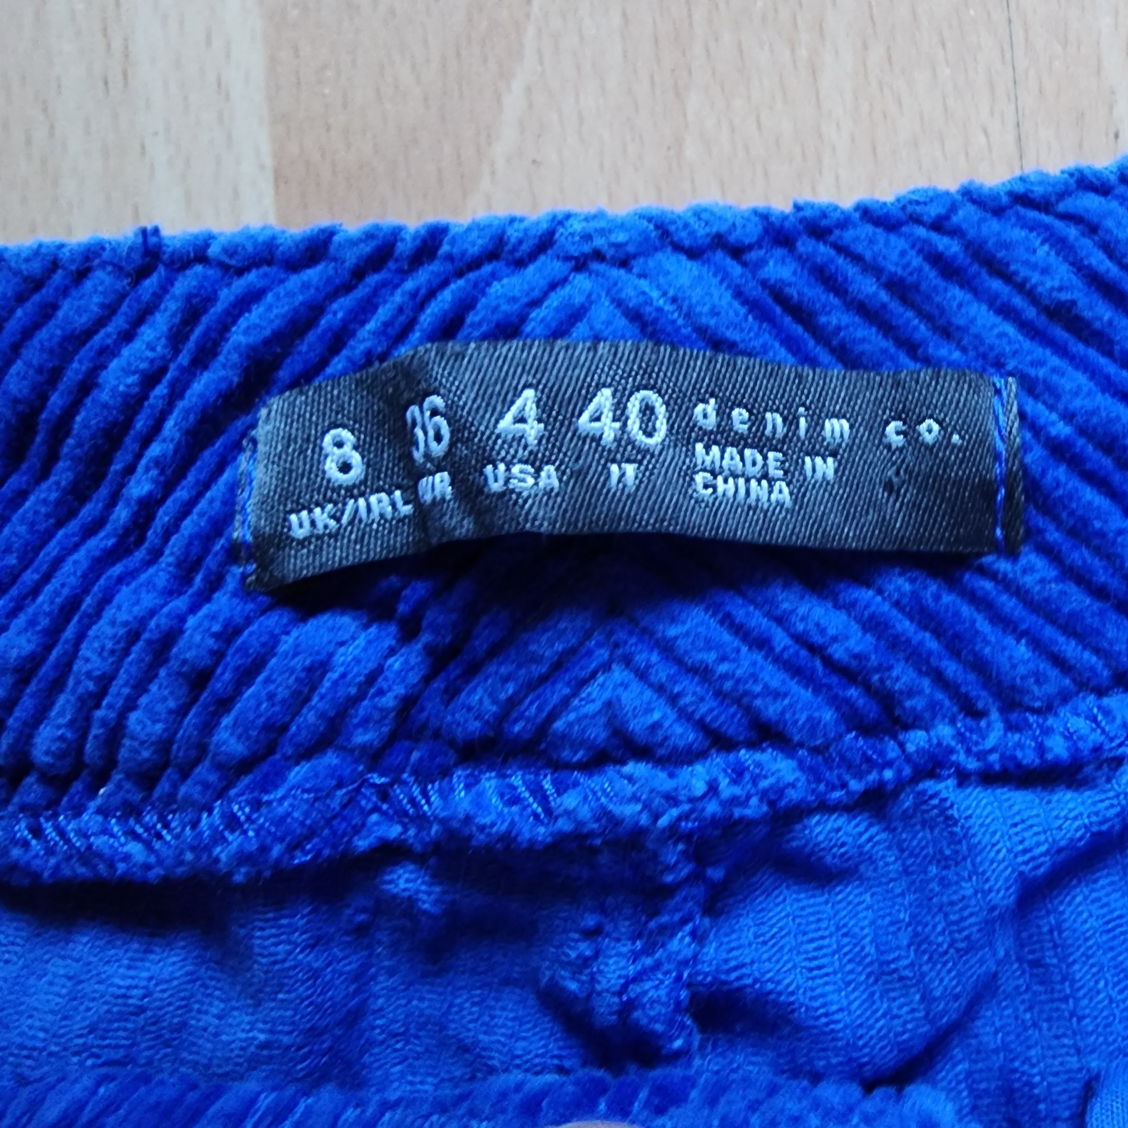 8 36 4 40 denim co.
UK/IRL USA IT MADE IN
CHINA